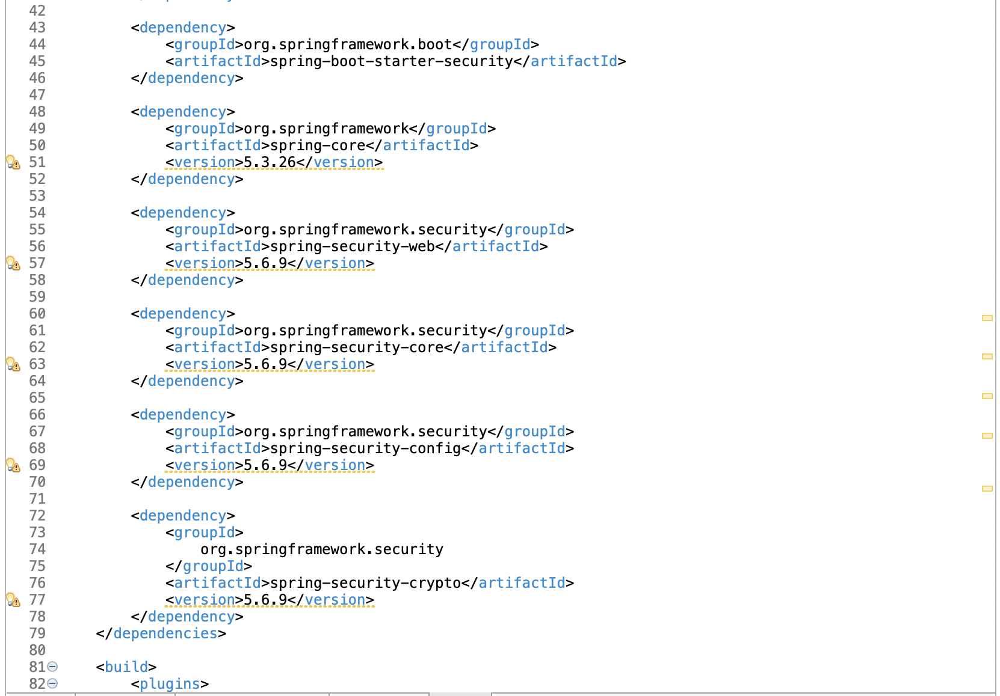 42
43 <dependency>
44 <groupId>org.springframework.boot</groupId>
45 <artifactId>spring-boot-starter-security</artifactId>
46 </dependency>
47
48 <dependency>
49 <groupId>org.springframework</groupId>
50 <artifactId>spring-core</artifactId>
51 <version>5.3.26</version>
52 </dependency>
53
54 <dependency>
55 <groupId>org.springframework.security</groupId>
56 <artifactId>spring-security-web</artifactId>
57 <version>5.6.9</version>
58 </dependency>
59
60 <dependency>
61 <groupId>org.springframework.security</groupId>
62 <artifactId>spring-security-core</artifactId>
63 <version>5.6.9</version>
64 </dependency>
65
66 <dependency>
67 <groupId>org.springframework.security</groupId>
68 <artifactId>spring-security-config</artifactId>
69 <version>5.6.9</version>
70 </dependency>
71
72 <dependency>
73 <groupId>
74 org.springframework.security
75 </groupId>
76 <artifactId>spring-security-crypto</artifactId>
77 <version>5.6.9</version>
78 </dependency>
79 </dependencies>
80
81 <build>
82 <plugins>